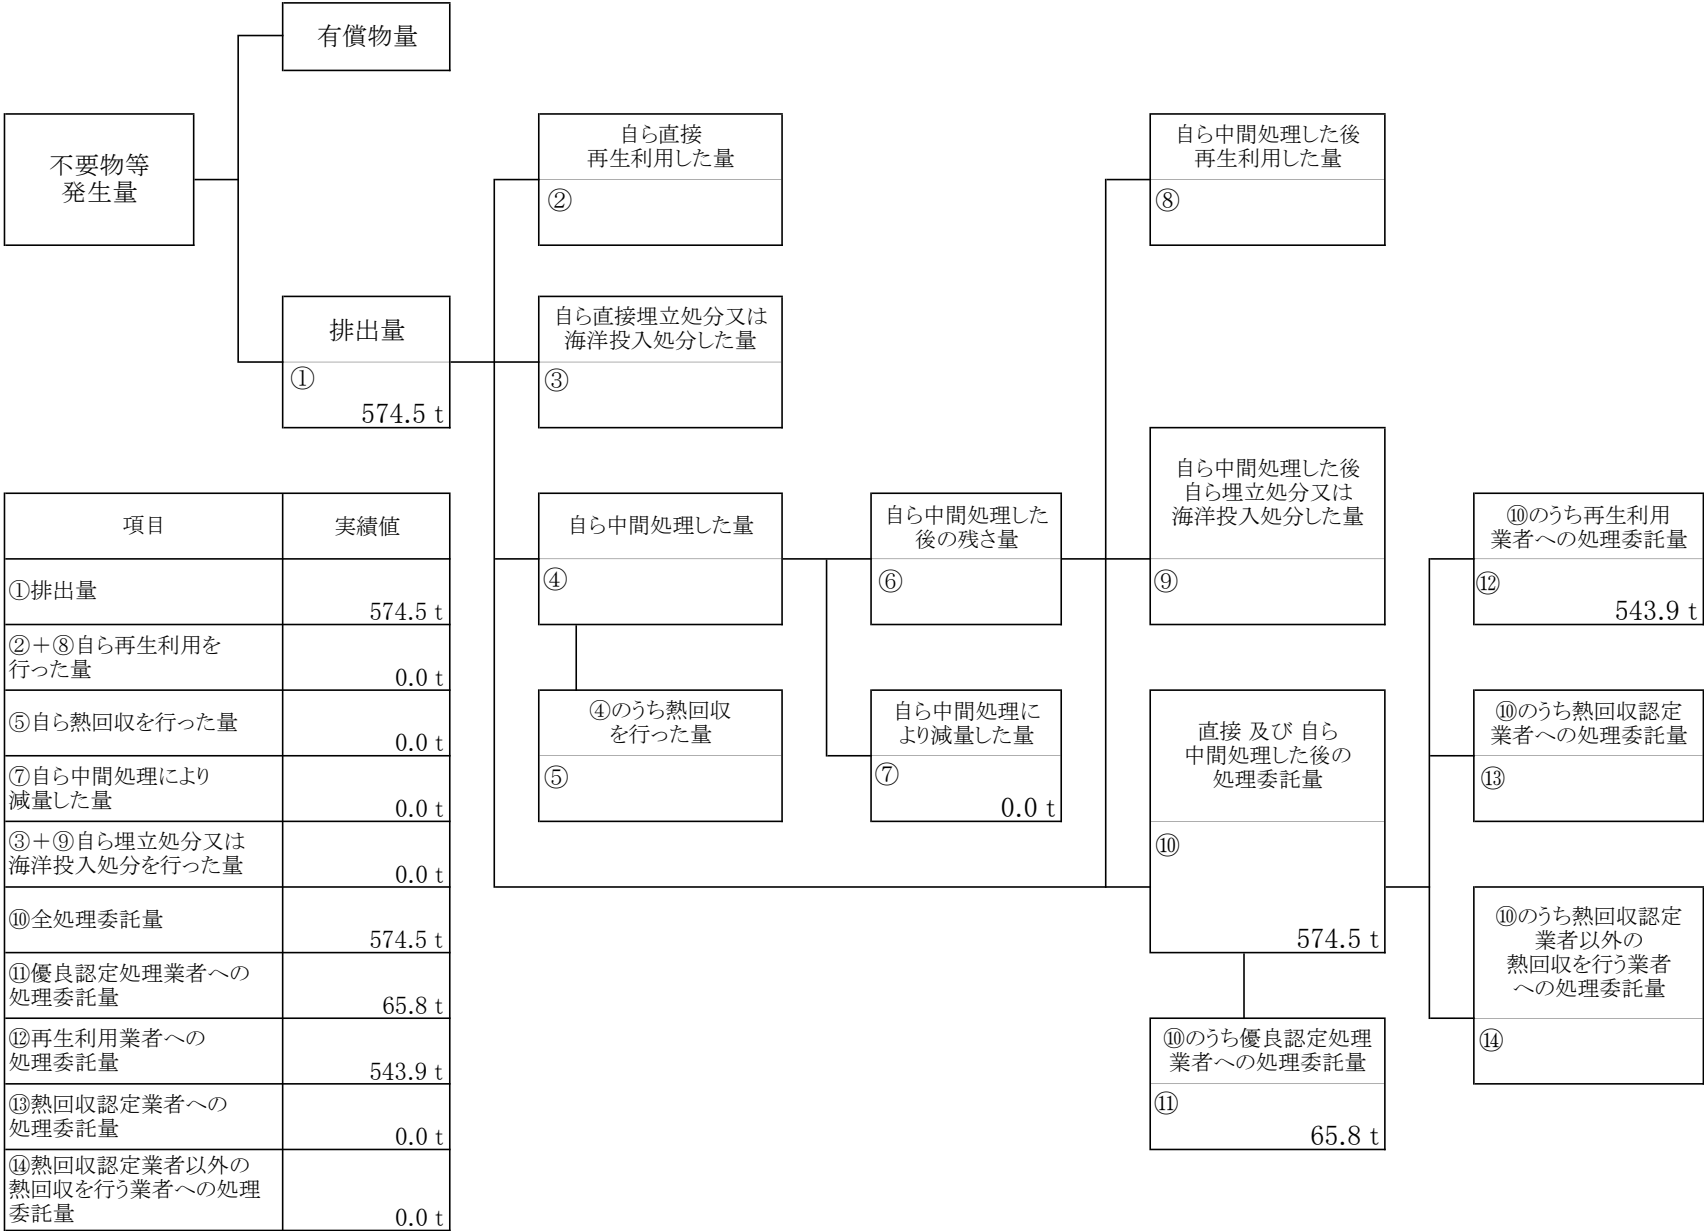 有償物量
不要物等
発生量
自ら直接
再生利用した量
②
自ら中間処理した後
再生利用した量
⑧
排出量
①
574.5 t
自ら直接埋立処分又は
海洋投入処分した量
③
自ら中間処理した量
④
自ら中間処理した
後の残さ量
⑥
自ら中間処理した後
自ら埋立処分又は
海洋投入処分した量
⑨
⑩のうち再生利用
業者への処理委託量
⑫
543.9 t
④のうち熱回収
を行った量
⑤
自ら中間処理に
より減量した量
⑦
0.0 t
直接 及び 自ら
中間処理した後の
処理委託量
⑩
574.5 t
⑩のうち熱回収認定
業者への処理委託量
⑬
⑩のうち熱回収認定
業者以外の
熱回収を行う業者
への処理委託量
⑭
⑩のうち優良認定処理
業者への処理委託量
⑪
65.8 t
項目
実績値
①排出量
574.5 t
②＋⑧自ら再生利用を
行った量
0.0 t
⑤自ら熱回収を行った量
0.0 t
⑦自ら中間処理により
減量した量
0.0 t
③＋⑨自ら埋立処分又は
海洋投入処分を行った量
0.0 t
⑩全処理委託量
574.5 t
⑪優良認定処理業者への
処理委託量
65.8 t
⑫再生利用業者への
処理委託量
543.9 t
⑬熱回収認定業者への
処理委託量
0.0 t
⑭熱回収認定業者以外の
熱回収を行う業者への処理
委託量
0.0 t